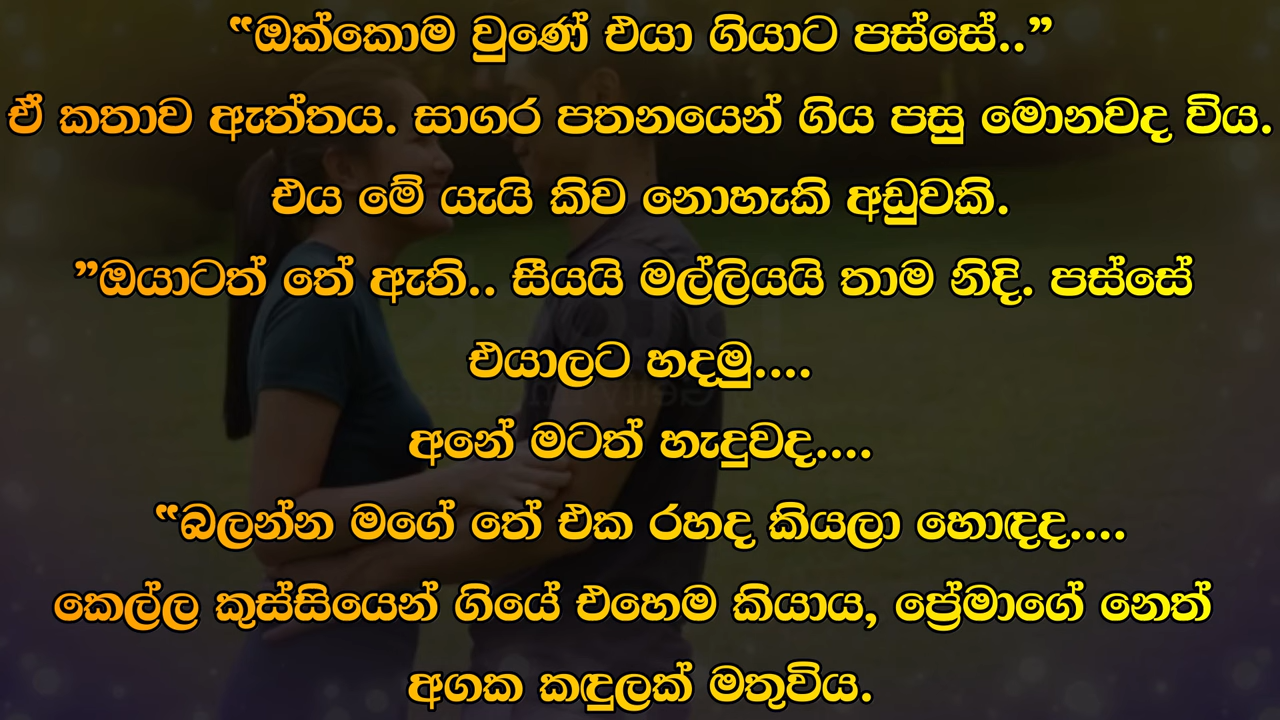 “ඔක්කොම වුණේ එයා ගියාට පස්සේ..”
ඒ කතාව ඇත්තය. සාගර පතනයෙන් ගිය පසු මොනවද විය.
එය මේ යැයි කිව නොහැකි අඩුවකි.
”ඔයාටත් තේ ඇති.. සීයයි මල්ලියයි තාම නිදි. පස්සේ
එයාලට හදමු....
අනේ මටත් හැදුවද....
“බලන්න මගේ තේ එක රහද කියලා හොඳද....
කෙල්ල කුස්සියෙන් ගියේ එහෙම කියාය, ප්‍රේමාගේ නෙත්
අගක කඳුලක් මතුවිය.